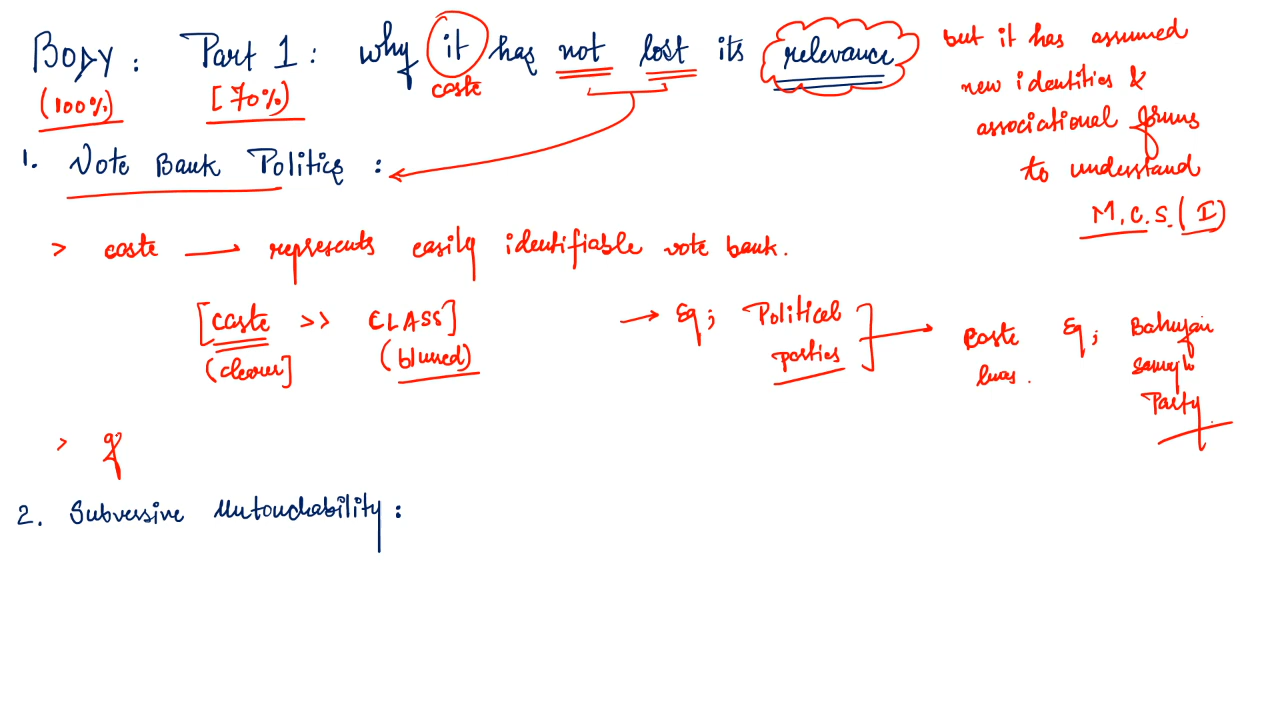 Body: Part 1: why it has not lost its relevance
(100%) [70%] caste
but it has assumed
new identities &
associational forms
to understand
M.C.S. (I)
1. Vote Bank Politics:
> caste → represents easily identifiable vote bank.
[caste >> CLASS]
(clearer] (blurred)
→ Eg; Political
parties
Caste Eg; Bahujan
lines. Samajh
Party
>
2. Subversive Untouchability: